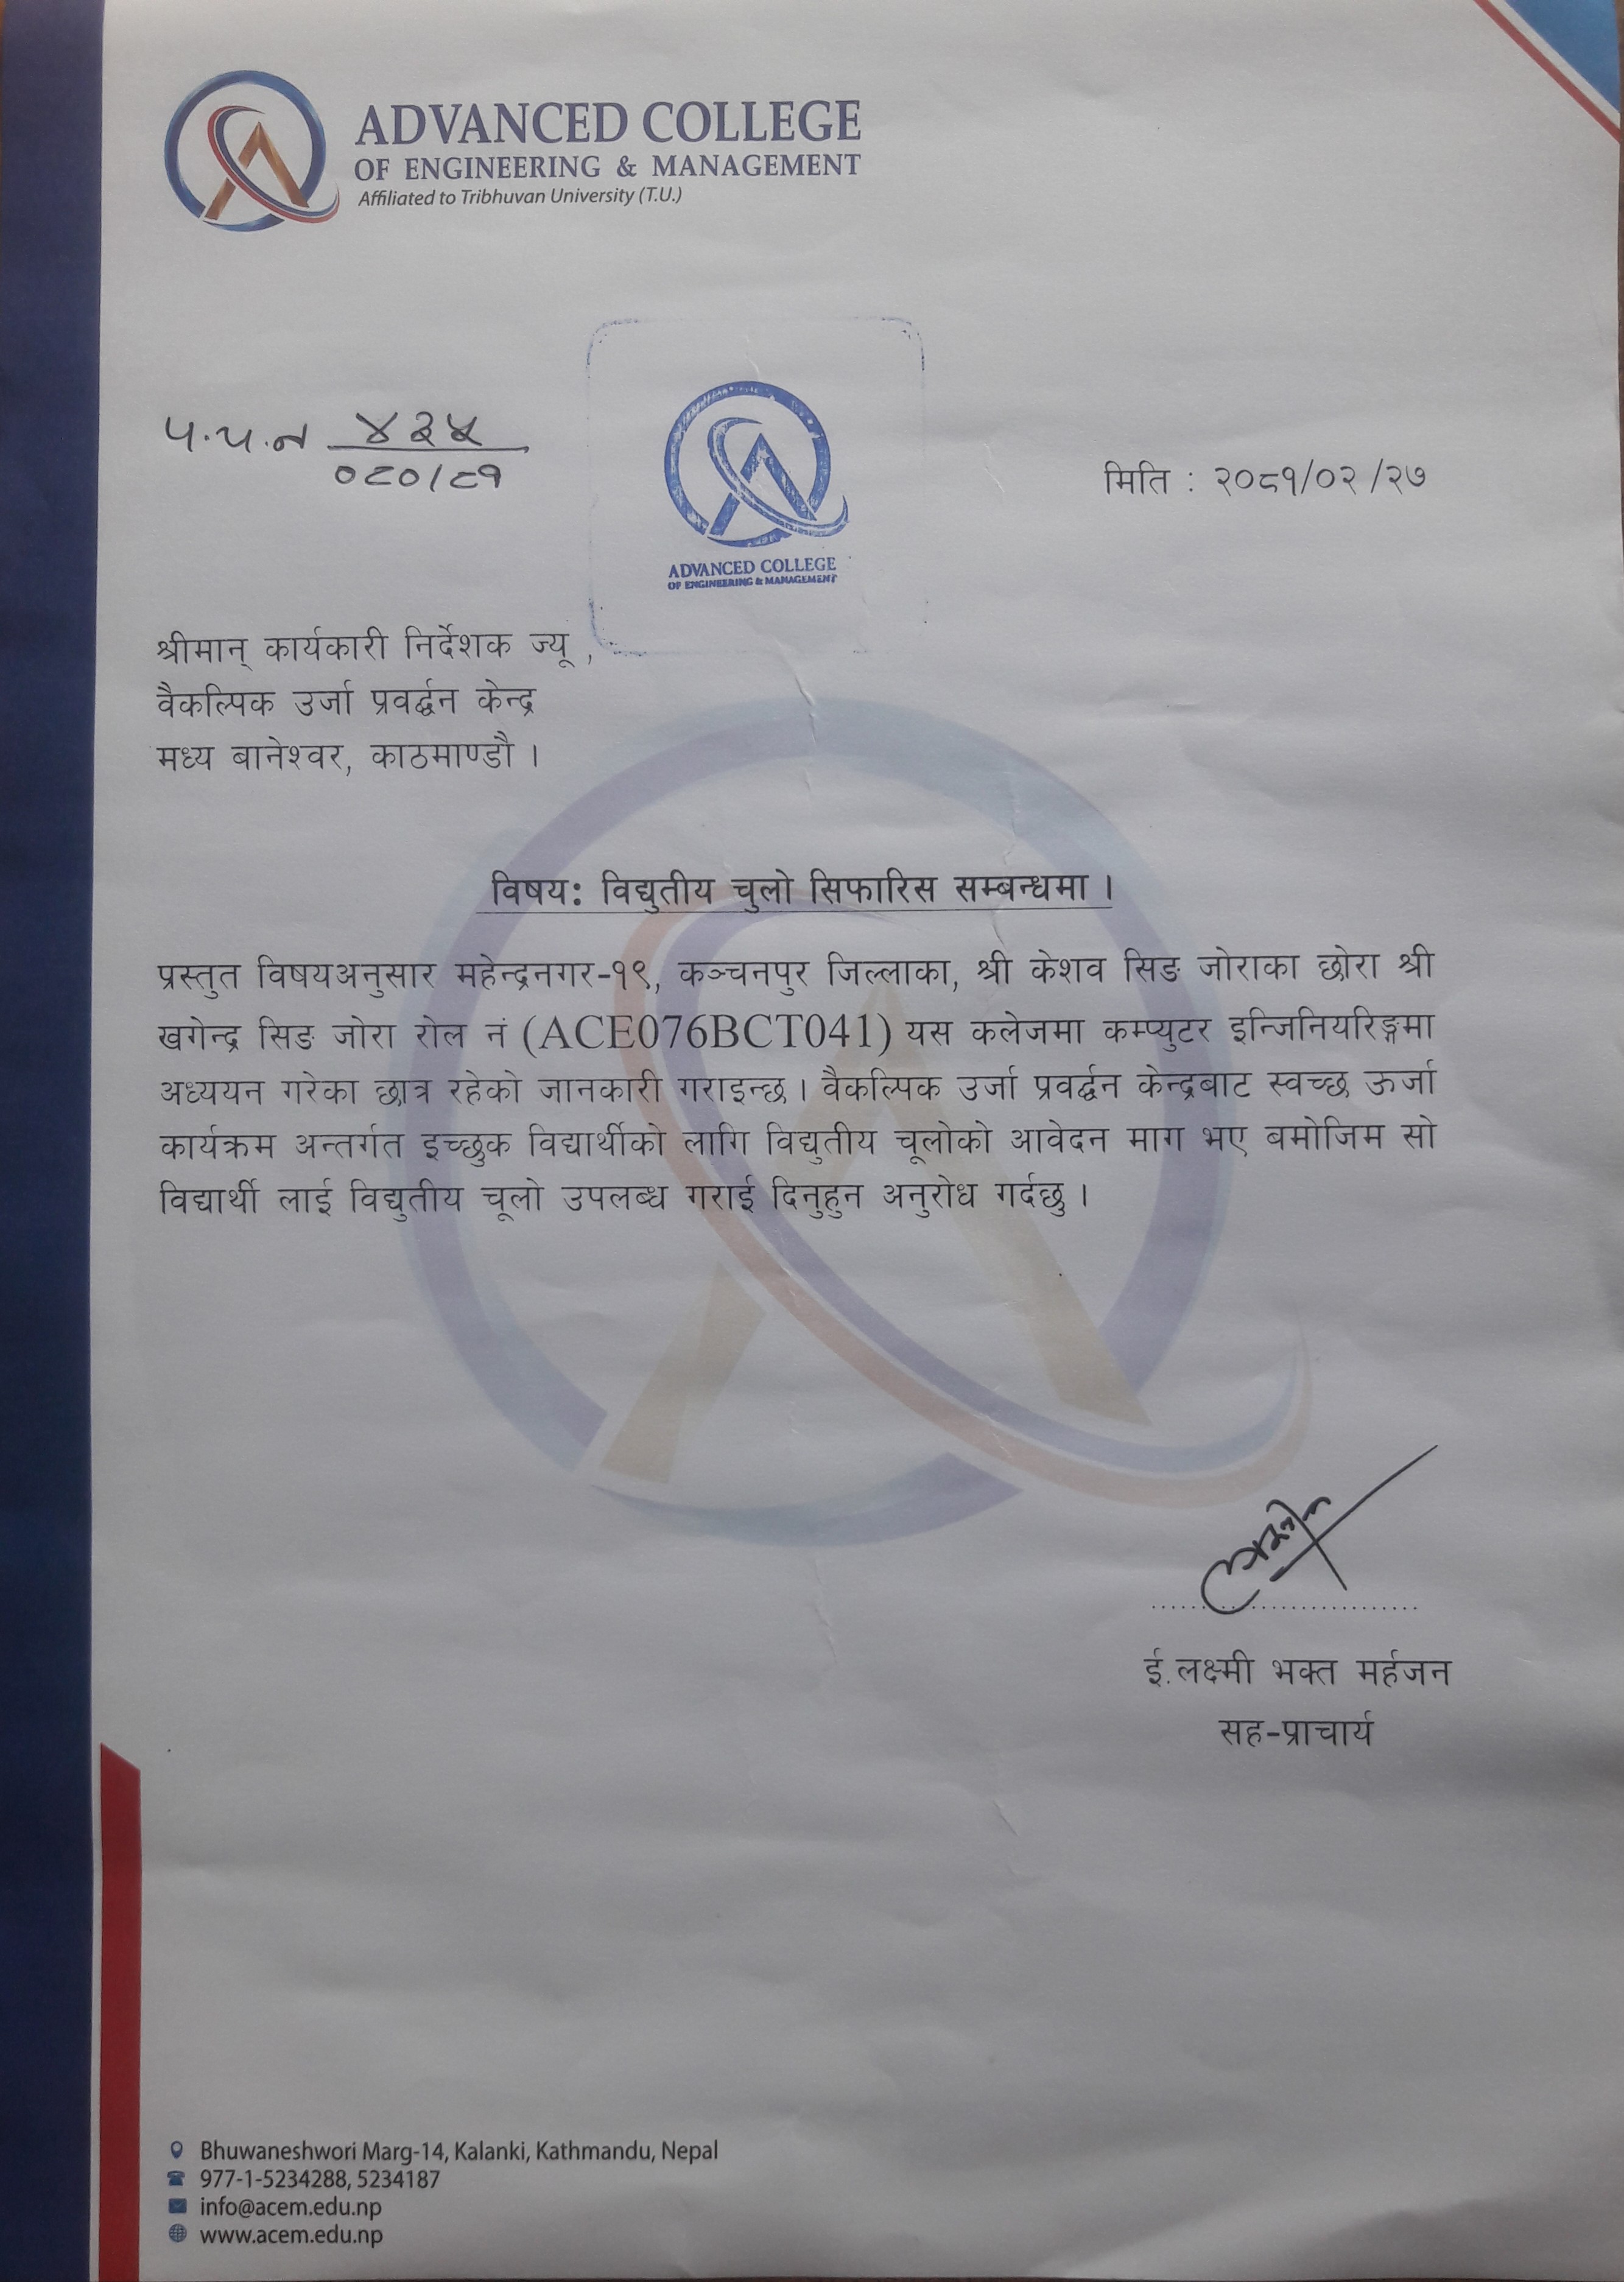 ADVANCED COLLEGE
OF ENGINEERING & MANAGEMENT
Affiliated to Tribhuvan University (T.U.)
प.प.न ४३५
०८०/८१
ADVANCED COLLEGE
OF ENGINEERING & MANAGEMENT
मिति : २०८१/०२/२७
श्रीमान् कार्यकारी निर्देशक ज्यू ,
वैकल्पिक उर्जा प्रवर्द्धन केन्द्र
मध्य बानेश्वर, काठमाण्डौ ।
विषय: विद्युतीय चुलो सिफारिस सम्बन्धमा ।
प्रस्तुत विषयअनुसार महेन्द्रनगर-१९, कञ्चनपुर जिल्लाका, श्री केशव सिङ जोराका छोरा श्री
खगेन्द्र सिङ जोरा रोल नं (ACE076BCT041) यस कलेजमा कम्प्युटर इन्जिनियरिङ्गमा
अध्ययन गरेका छात्र रहेको जानकारी गराइन्छ । वैकल्पिक उर्जा प्रवर्द्धन केन्द्रबाट स्वच्छ ऊर्जा
कार्यक्रम अन्तर्गत इच्छुक विद्यार्थीको लागि विद्युतीय चूलोको आवेदन माग भए बमोजिम सो
विद्यार्थी लाई विद्युतीय चूलो उपलब्ध गराई दिनुहुन अनुरोध गर्दछु ।
ई.लक्ष्मी भक्त मर्हजन
सह-प्राचार्य
Bhuwaneshwori Marg-14, Kalanki, Kathmandu, Nepal
977-1-5234288, 5234187
info@acem.edu.np
www.acem.edu.np